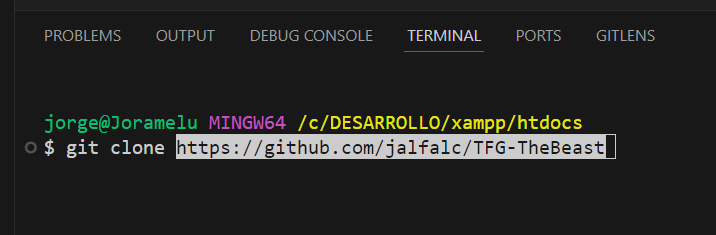 PROBLEMS OUTPUT DEBUG CONSOLE TERMINAL PORTS GITLENS
jorge@Joramelu MINGW64 /c/DESARROLLO/xampp/htdocs
$ git clone https://github.com/jalfalc/TFG-TheBeast